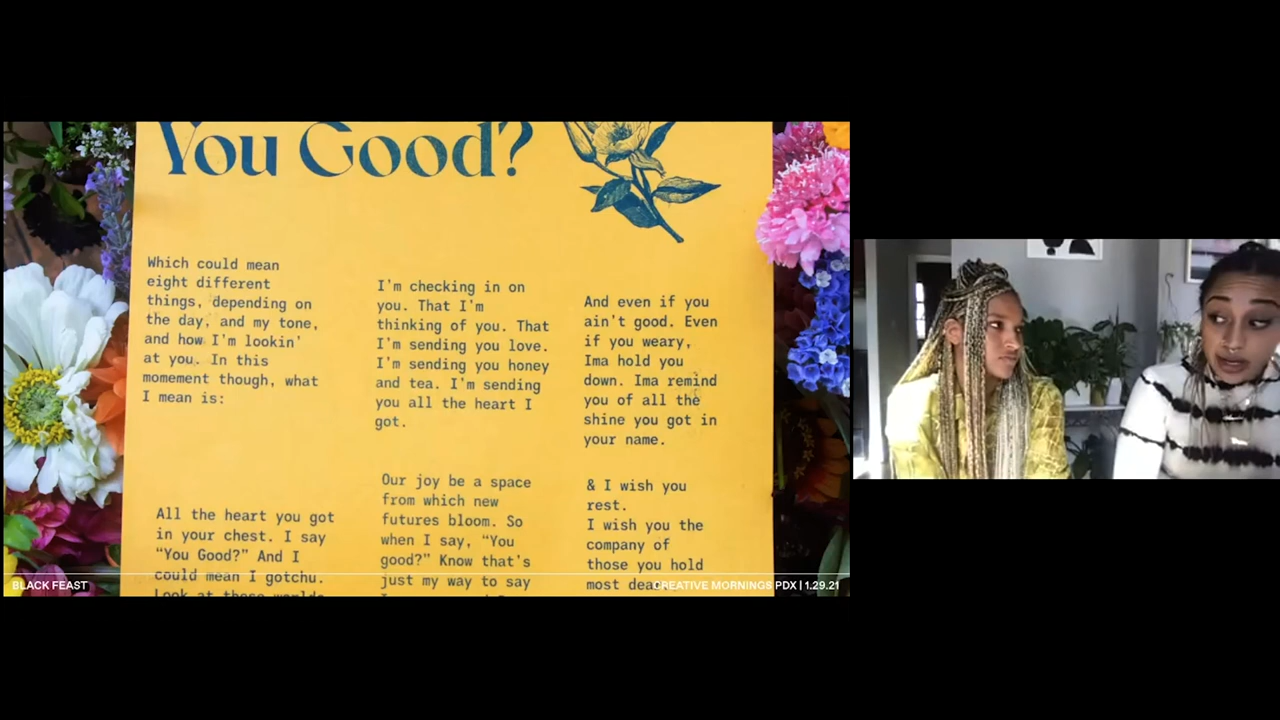 You Good?
Which could mean
eight different
things, depending on
the day, and my tone,
and how I'm lookin'
at you. In this
momement though, what
I mean is:
All the heart you got
in your chest. I say
“You Good?” And I
could mean I gotchu.
Look at these worlds
I'm checking in on
you. That I'm
thinking of you. That
I'm sending you love.
I'm sending you honey
and tea. I'm sending
you all the heart I
got.
Our joy be a space
from which new
futures bloom. So
when I say, “You
good?” Know that's
just my way to say
And even if you
ain't good. Even
if you weary,
Ima hold you
down. Ima remind
you of all the
shine you got in
your name.
& I wish you
rest.
I wish you the
company of
those you hold
most dear.
BLACK FEAST
CREATIVE MORNINGS PDX | 1.29.21